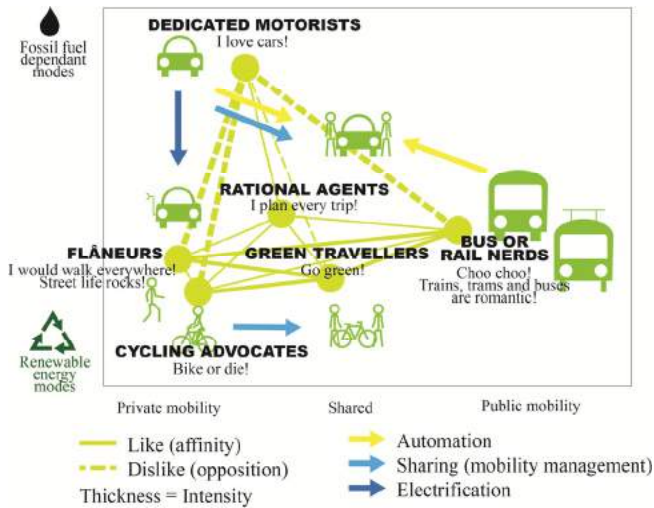 DEDICATED MOTORISTS
I love cars!
Fossil fuel
dependant
modes
RATIONAL AGENTS
I plan every trip!
FLÂNEURS
I would walk everywhere!
Street life rocks!
GREEN TRAVELLERS
Go green!
BUS OR
RAIL NERDS
Choo choo!
Trains, trams and buses
are romantic!
CYCLING ADVOCATES
Bike or die!
Renewable
energy
modes
Private mobility
Shared
Public mobility
Like (affinity)
Dislike (opposition)
Thickness = Intensity
Automation
Sharing (mobility management)
Electrification